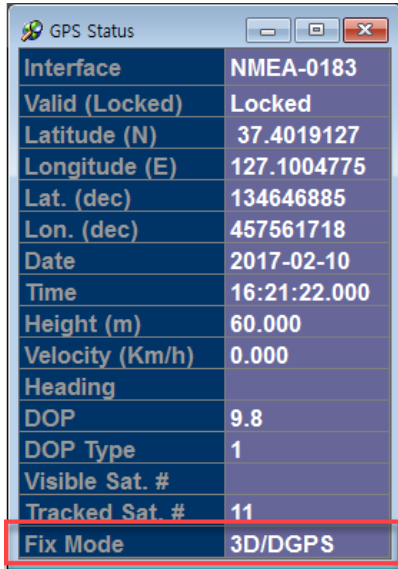 GPS Status
Interface NMEA-0183
Valid (Locked) Locked
Latitude (N) 37.4019127
Longitude (E) 127.1004775
Lat. (dec) 134646885
Lon. (dec) 457561718
Date 2017-02-10
Time 16:21:22.000
Height (m) 60.000
Velocity (Km/h) 0.000
Heading
DOP 9.8
DOP Type 1
Visible Sat. #
Tracked Sat. # 11
Fix Mode 3D/DGPS